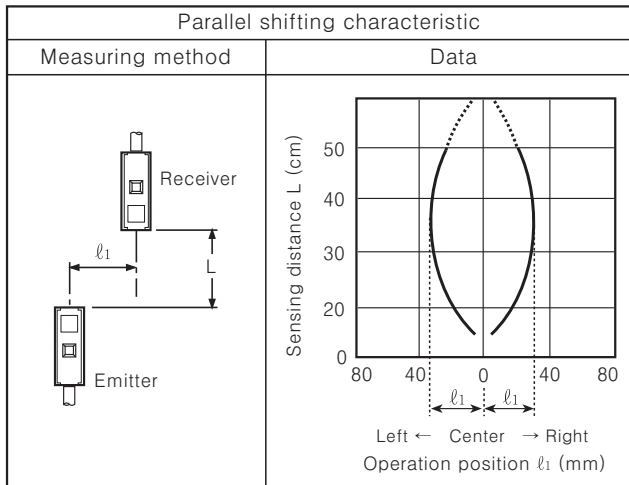 Parallel shifting characteristic
Measuring method
Data
Receiver
ℓ1
L
Emitter
Sensing distance L (cm)
50
40
30
20
0
80 40 0 40 80
ℓ1 ℓ1
Left ← Center → Right
Operation position ℓ1 (mm)